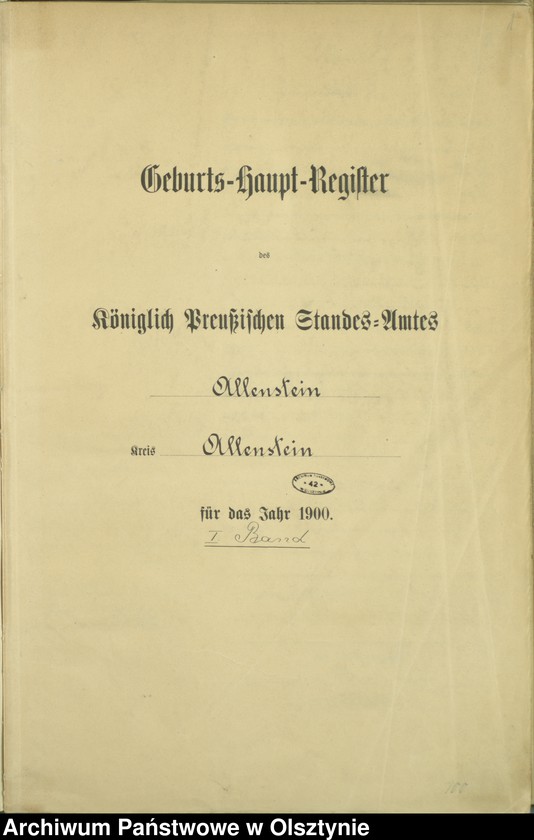 Geburts-Haupt-Register
des
Königlich Preußischen Standes-Amtes
Allenstein
Kreis Allenstein
42
für das Jahr 1900.
I Band
Archiwum Państwowe w Olsztynie